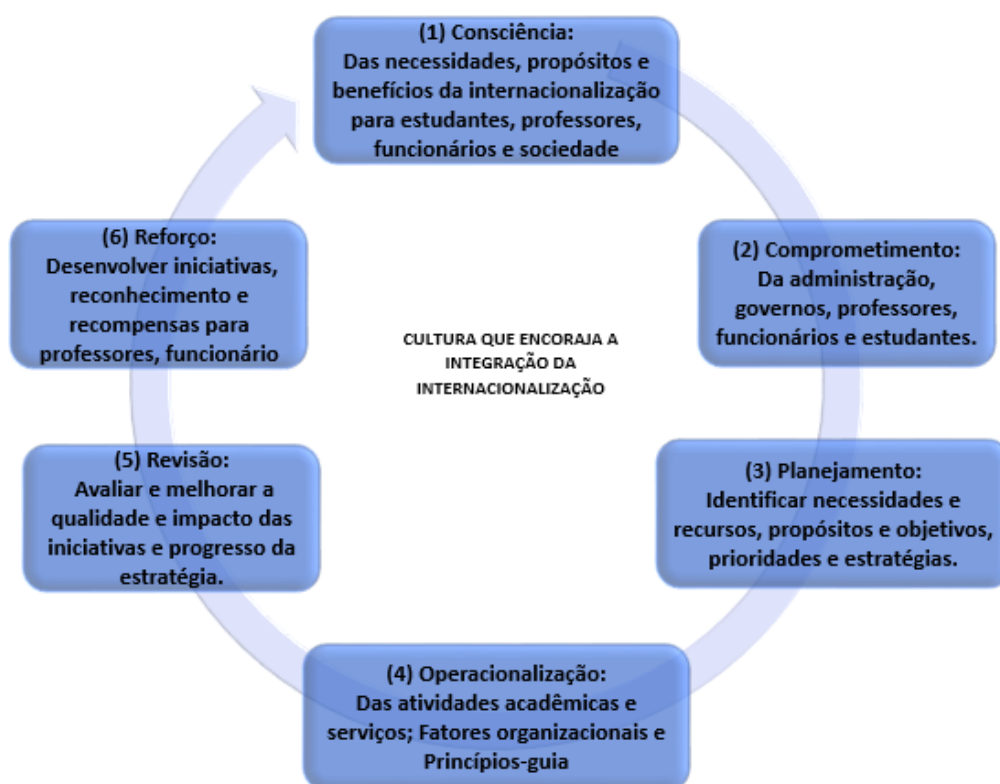 (1) Consciência:
Das necessidades, propósitos e
benefícios da internacionalização
para estudantes, professores,
funcionários e sociedade
(2) Comprometimento:
Da administração,
governos, professores,
funcionários e estudantes.
(3) Planejamento:
Identificar necessidades e
recursos, propósitos e objetivos,
prioridades e estratégias.
(4) Operacionalização:
Das atividades acadêmicas e
serviços; Fatores organizacionais e
Princípios-guia
(5) Revisão:
Avaliar e melhorar a
qualidade e impacto das
iniciativas e progresso da
estratégia.
(6) Reforço:
Desenvolver iniciativas,
reconhecimento e
recompensas para
professores, funcionário
CULTURA QUE ENCORAJA A
INTEGRAÇÃO DA
INTERNACIONALIZAÇÃO